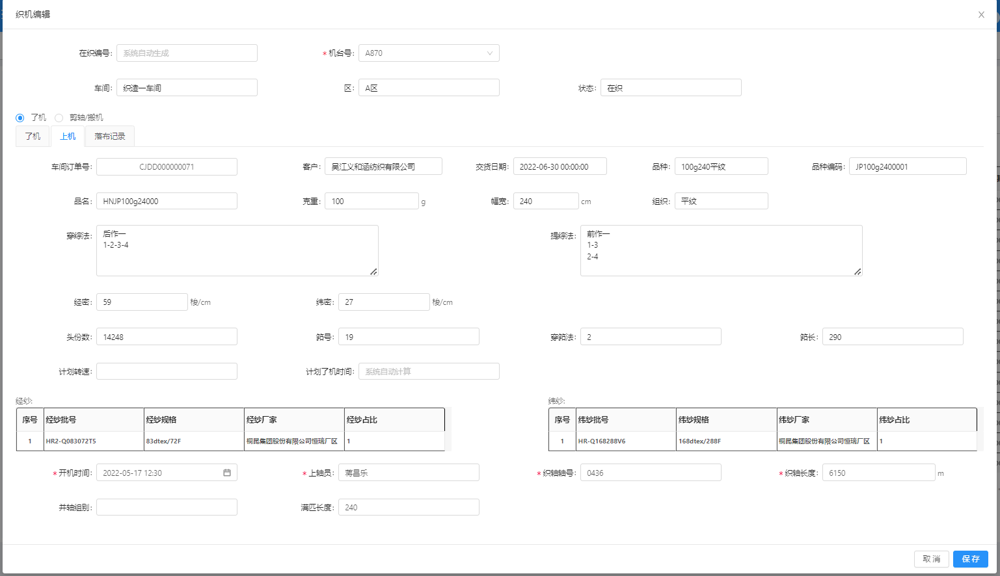 织机编辑
在织编号: 系统自动生成 * 机台号: A870
车间: 织造一车间 区: A区 状态: 在织
了机 剪轴/搬机
了机 上机 落布记录
车间订单号: CJDD000000071 客户: 吴江义和涵纺织有限公司 交货日期: 2022-06-30 00:00:00 品种: 100g240平纹 品种编码: JP100g2400001
品名: HNJP100g24000 克重: 100 g 幅宽: 240 cm 组织: 平纹
穿综法: 后作一
1-2-3-4
提综法: 前作一
1-3
2-4
经密: 59 梭/cm 纬密: 27 梭/cm
头份数: 14248 筘号: 19 穿筘法: 2 筘长: 290
计划转速: 计划了机时间: 系统自动计算
经纱:
序号 经纱批号 经纱规格 经纱厂家 经纱占比
1 HR2-Q083072T5 83dtex/72F 桐昆集团股份有限公司恒瑞厂区 1
纬纱:
序号 纬纱批号 纬纱规格 纬纱厂家 纬纱占比
1 HR-Q168288V6 168dtex/288F 桐昆集团股份有限公司恒瑞厂区 1
* 开机时间: 2022-05-17 12:30 * 上轴员: 蒋昌乐 * 织轴轴号: 0436 * 织轴长度: 6150 m
并轴组别: 满匹长度: 240
取 消 保 存